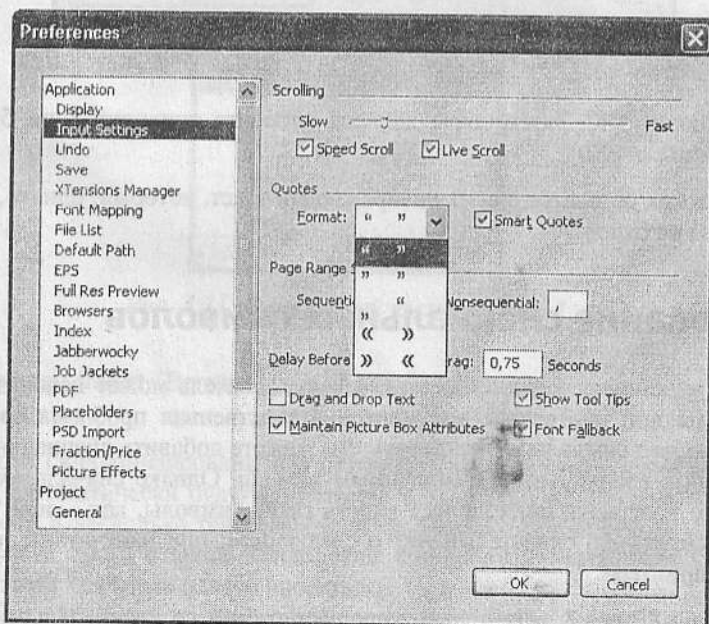 Preferences
Application
Display
Input Settings
Undo
Save
XTensions Manager
Font Mapping
File List
Default Path
EPS
Full Res Preview
Browsers
Index
Jabberwocky
Job Jackets
PDF
Placeholders
PSD Import
Fraction/Price
Picture Effects
Project
General
Scrolling
Slow Fast
Speed Scroll Live Scroll
Quotes
Format: “ ” Smart Quotes
“ ”
„ ”
„ “
« »
» «
Page Range
Nonsequential: ,
Delay Before 0,75 Seconds
Drag and Drop Text Show Tool Tips
Maintain Picture Box Attributes Font Fallback
OK Cancel